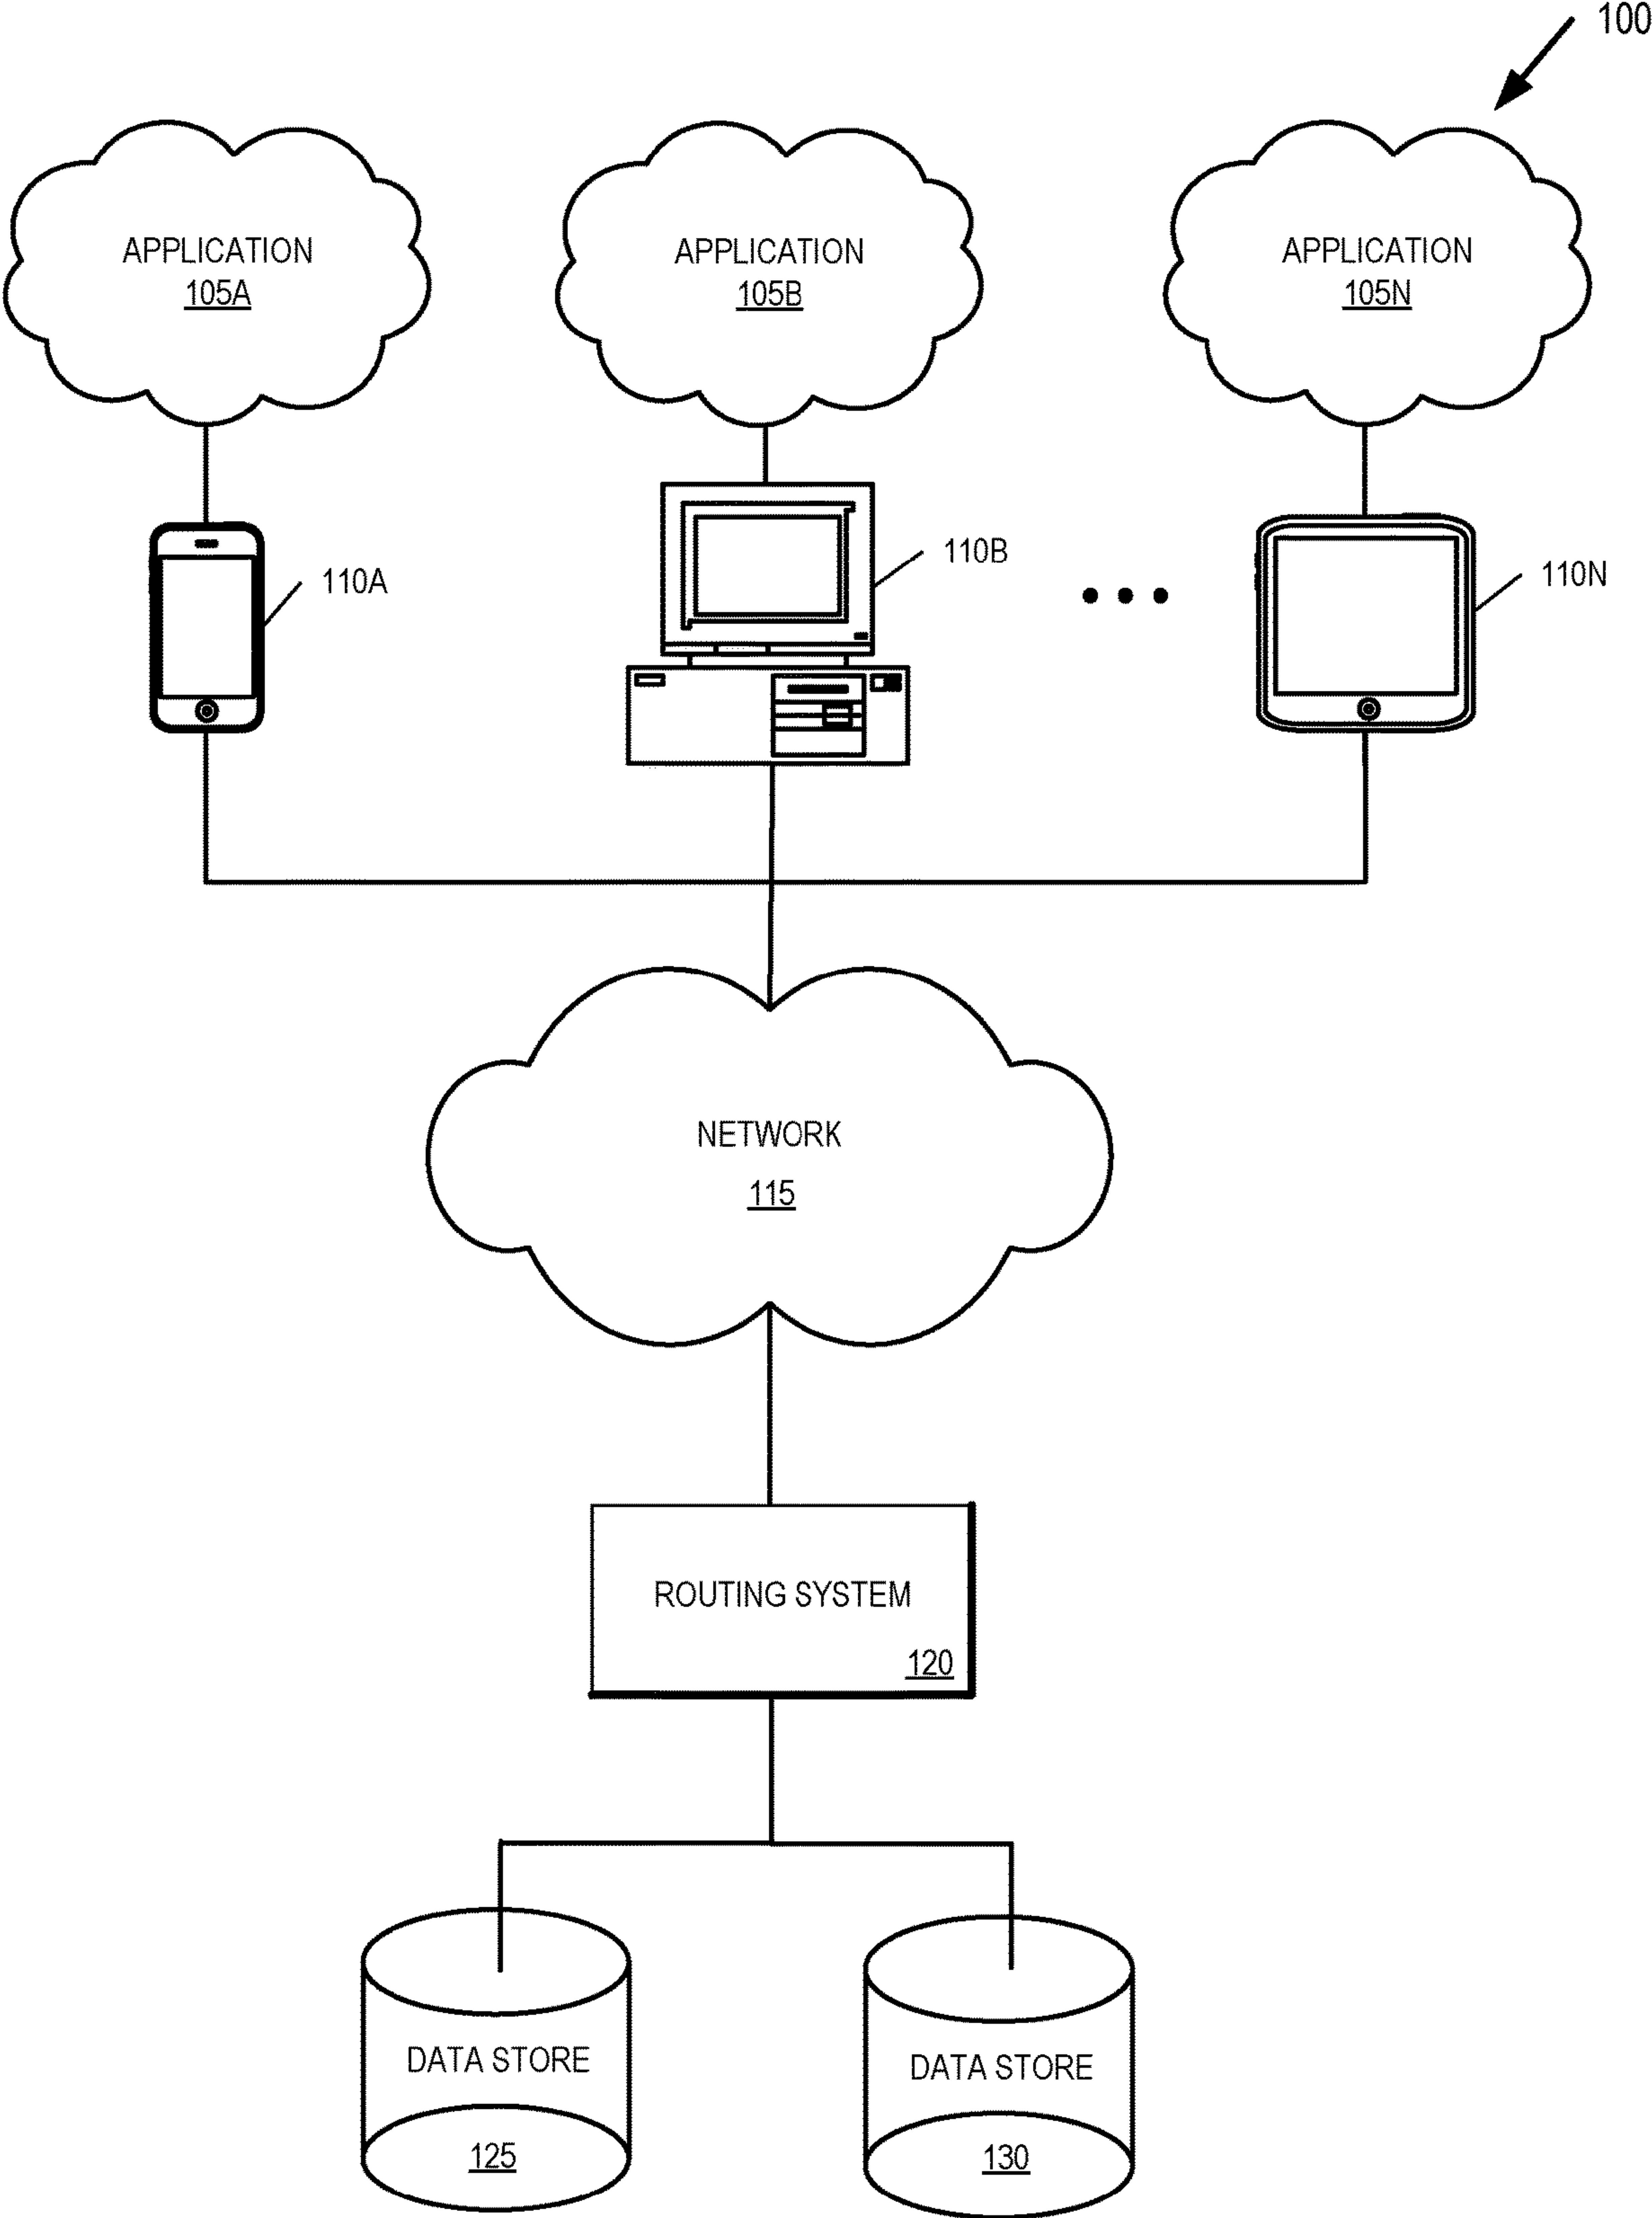 100
APPLICATION
105A
APPLICATION
105B
APPLICATION
105N
110A
110B
110N
NETWORK
115
ROUTING SYSTEM
120
DATA STORE
125
DATA STORE
130